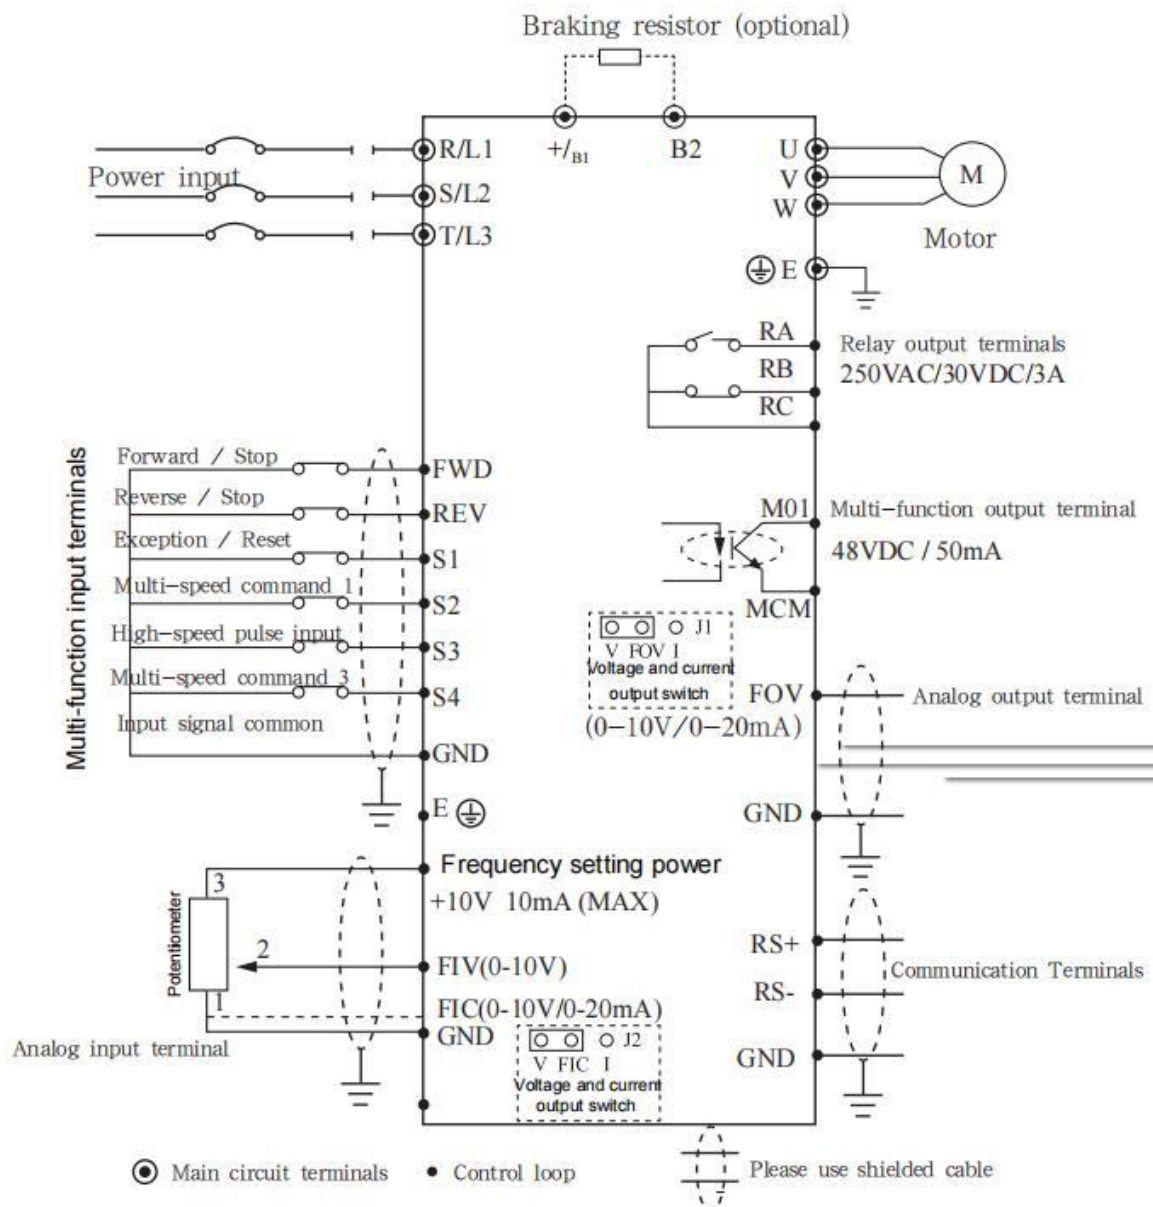 Braking resistor (optional)
R/L1
+/B1
B2
U
Power input
S/L2
V
M
T/L3
W
Motor
E
RA
Relay output terminals
RB
250VAC/30VDC/3A
RC
Multi-function input terminals
Forward / Stop
FWD
Reverse / Stop
REV
Exception / Reset
S1
Multi-speed command 1
S2
High-speed pulse input
S3
Multi-speed command 3
S4
Input signal common
GND
E
M01
Multi-function output terminal
48VDC / 50mA
MCM
J1
V FOV I
Voltage and current
output switch
(0-10V/0-20mA)
FOV
Analog output terminal
GND
Frequency setting power
+10V 10mA (MAX)
3
Potentiometer
2
1
FIV(0-10V)
FIC(0-10V/0-20mA)
GND
Analog input terminal
J2
V FIC I
Voltage and current
output switch
RS+
Communication Terminals
RS-
GND
Main circuit terminals
Control loop
Please use shielded cable